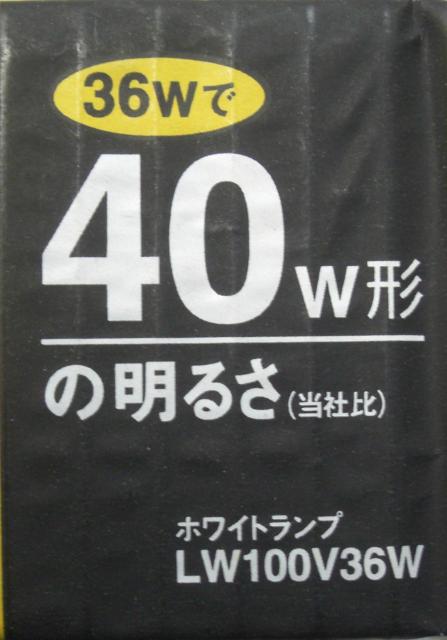 36Wで
40W形
の明るさ(当社比)
ホワイトランプ
LW100V36W